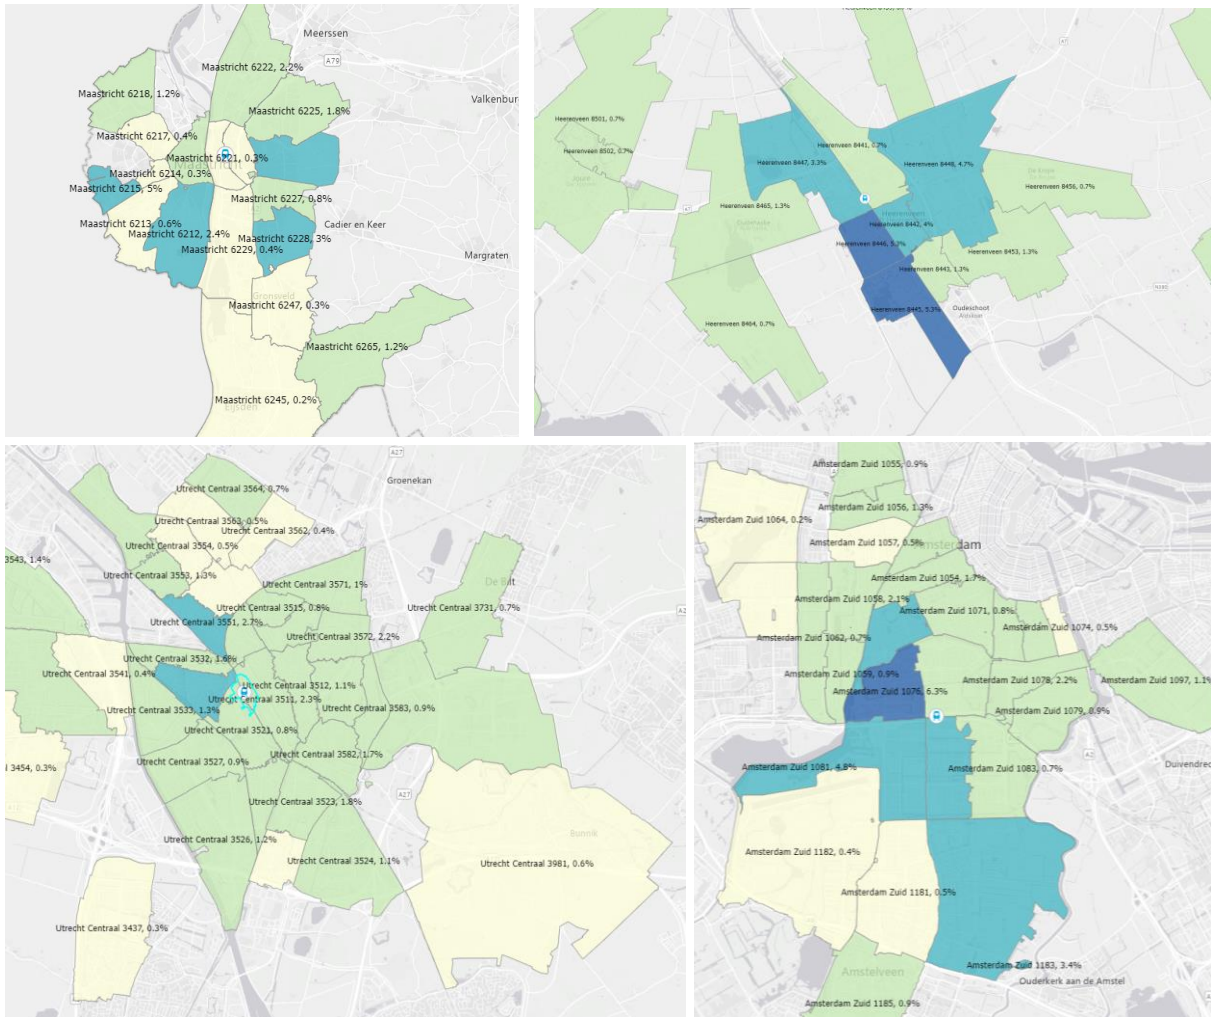 Meerssen
A79
Maastricht 6222, 2.2%
Valkenbur
Maastricht 6218, 1.2%
Maastricht 6225, 1.8%
Maastricht 6217, 0.4%
Maastricht 6221, 0.3%
Maastricht
Maastricht 6214, 0.3%
Maastricht 6215, 5%
Maastricht 6227, 0.8%
Maastricht 6213, 0.6%
Cadier en Keer
Maastricht 6212, 2.4%
Maastricht 6228, 3%
Maastricht 6229, 0.4%
Margraten
Gronsveld
Maastricht 6247, 0.3%
Maastricht 6265, 1.2%
Maastricht 6245, 0.2%
Eijsden
A7
Heerenveen 8501, 0.7%
Heerenveen 8441, 0.7%
Heerenveen 8502, 0.7%
Heerenveen 8447, 3.3%
Heerenveen 8448, 4.7%
Joure
De Knipe
Heerenveen 8456, 0.7%
A7
Heerenveen 8465, 1.3%
Heerenveen
Oudehaske
Heerenveen 8442, 4%
Heerenveen 8446, 5.3%
Heerenveen 8453, 1.3%
Heerenveen 8443, 1.3%
Heerenveen 8445, 5.3%
Oudeschoot
Heerenveen 8464, 0.7%
A27
Groenekan
Utrecht Centraal 3564, 0.7%
Utrecht Centraal 3563, 0.5%
Utrecht Centraal 3562, 0.4%
Utrecht Centraal 3554, 0.5%
3543, 1.4%
Utrecht Centraal 3553, 1.3%
Utrecht Centraal 3571, 1%
De Bilt
Utrecht Centraal 3515, 0.8%
Utrecht Centraal 3731, 0.7%
Utrecht Centraal 3551, 2.7%
Utrecht Centraal 3572, 2.2%
Utrecht Centraal 3532, 1.6%
Utrecht Centraal 3541, 0.4%
Utrecht Centraal 3512, 1.1%
Utrecht Centraal 3511, 2.3%
Utrecht Centraal 3533, 1.3%
Utrecht Centraal 3583, 0.9%
Utrecht Centraal 3521, 0.8%
Utrecht Centraal 3582, 1.7%
Utrecht Centraal 3527, 0.9%
3454, 0.3%
A27
Utrecht Centraal 3523, 1.8%
Bunnik
Utrecht Centraal 3526, 1.2%
Utrecht Centraal 3524, 1.1%
Utrecht Centraal 3981, 0.6%
Utrecht Centraal 3437, 0.3%
Amsterdam Zuid 1055, 0.9%
Amsterdam Zuid 1056, 1.3%
Amsterdam Zuid 1064, 0.2%
Amsterdam Zuid 1057, 0.5%
Amsterdam
Amsterdam Zuid 1054, 1.7%
Amsterdam Zuid 1058, 2.1%
Amsterdam Zuid 1071, 0.8%
Amsterdam Zuid 1074, 0.5%
Amsterdam Zuid 1062, 0.7%
Amsterdam Zuid 1059, 0.9%
Amsterdam Zuid 1078, 2.2%
Amsterdam Zuid 1097, 1.1%
Amsterdam Zuid 1076, 6.3%
Amsterdam Zuid 1079, 0.9%
A2
Amsterdam Zuid 1081, 4.8%
Amsterdam Zuid 1083, 0.7%
Duivendrec
Amsterdam Zuid 1182, 0.4%
Amsterdam Zuid 1181, 0.5%
Amsterdam Zuid 1183, 3.4%
Amstelveen
Ouderkerk aan de Amstel
Amsterdam Zuid 1185, 0.9%